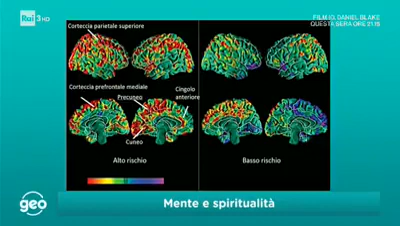 Rai 3 HD
FILM IO, DANIEL BLAKE
QUESTA SERA ORE 21.15
Corteccia parietale superiore
Corteccia prefrontale mediale
Precuneo
Cingolo
anteriore
Cuneo
Alto rischio
Basso rischio
geo
Mente e spiritualità